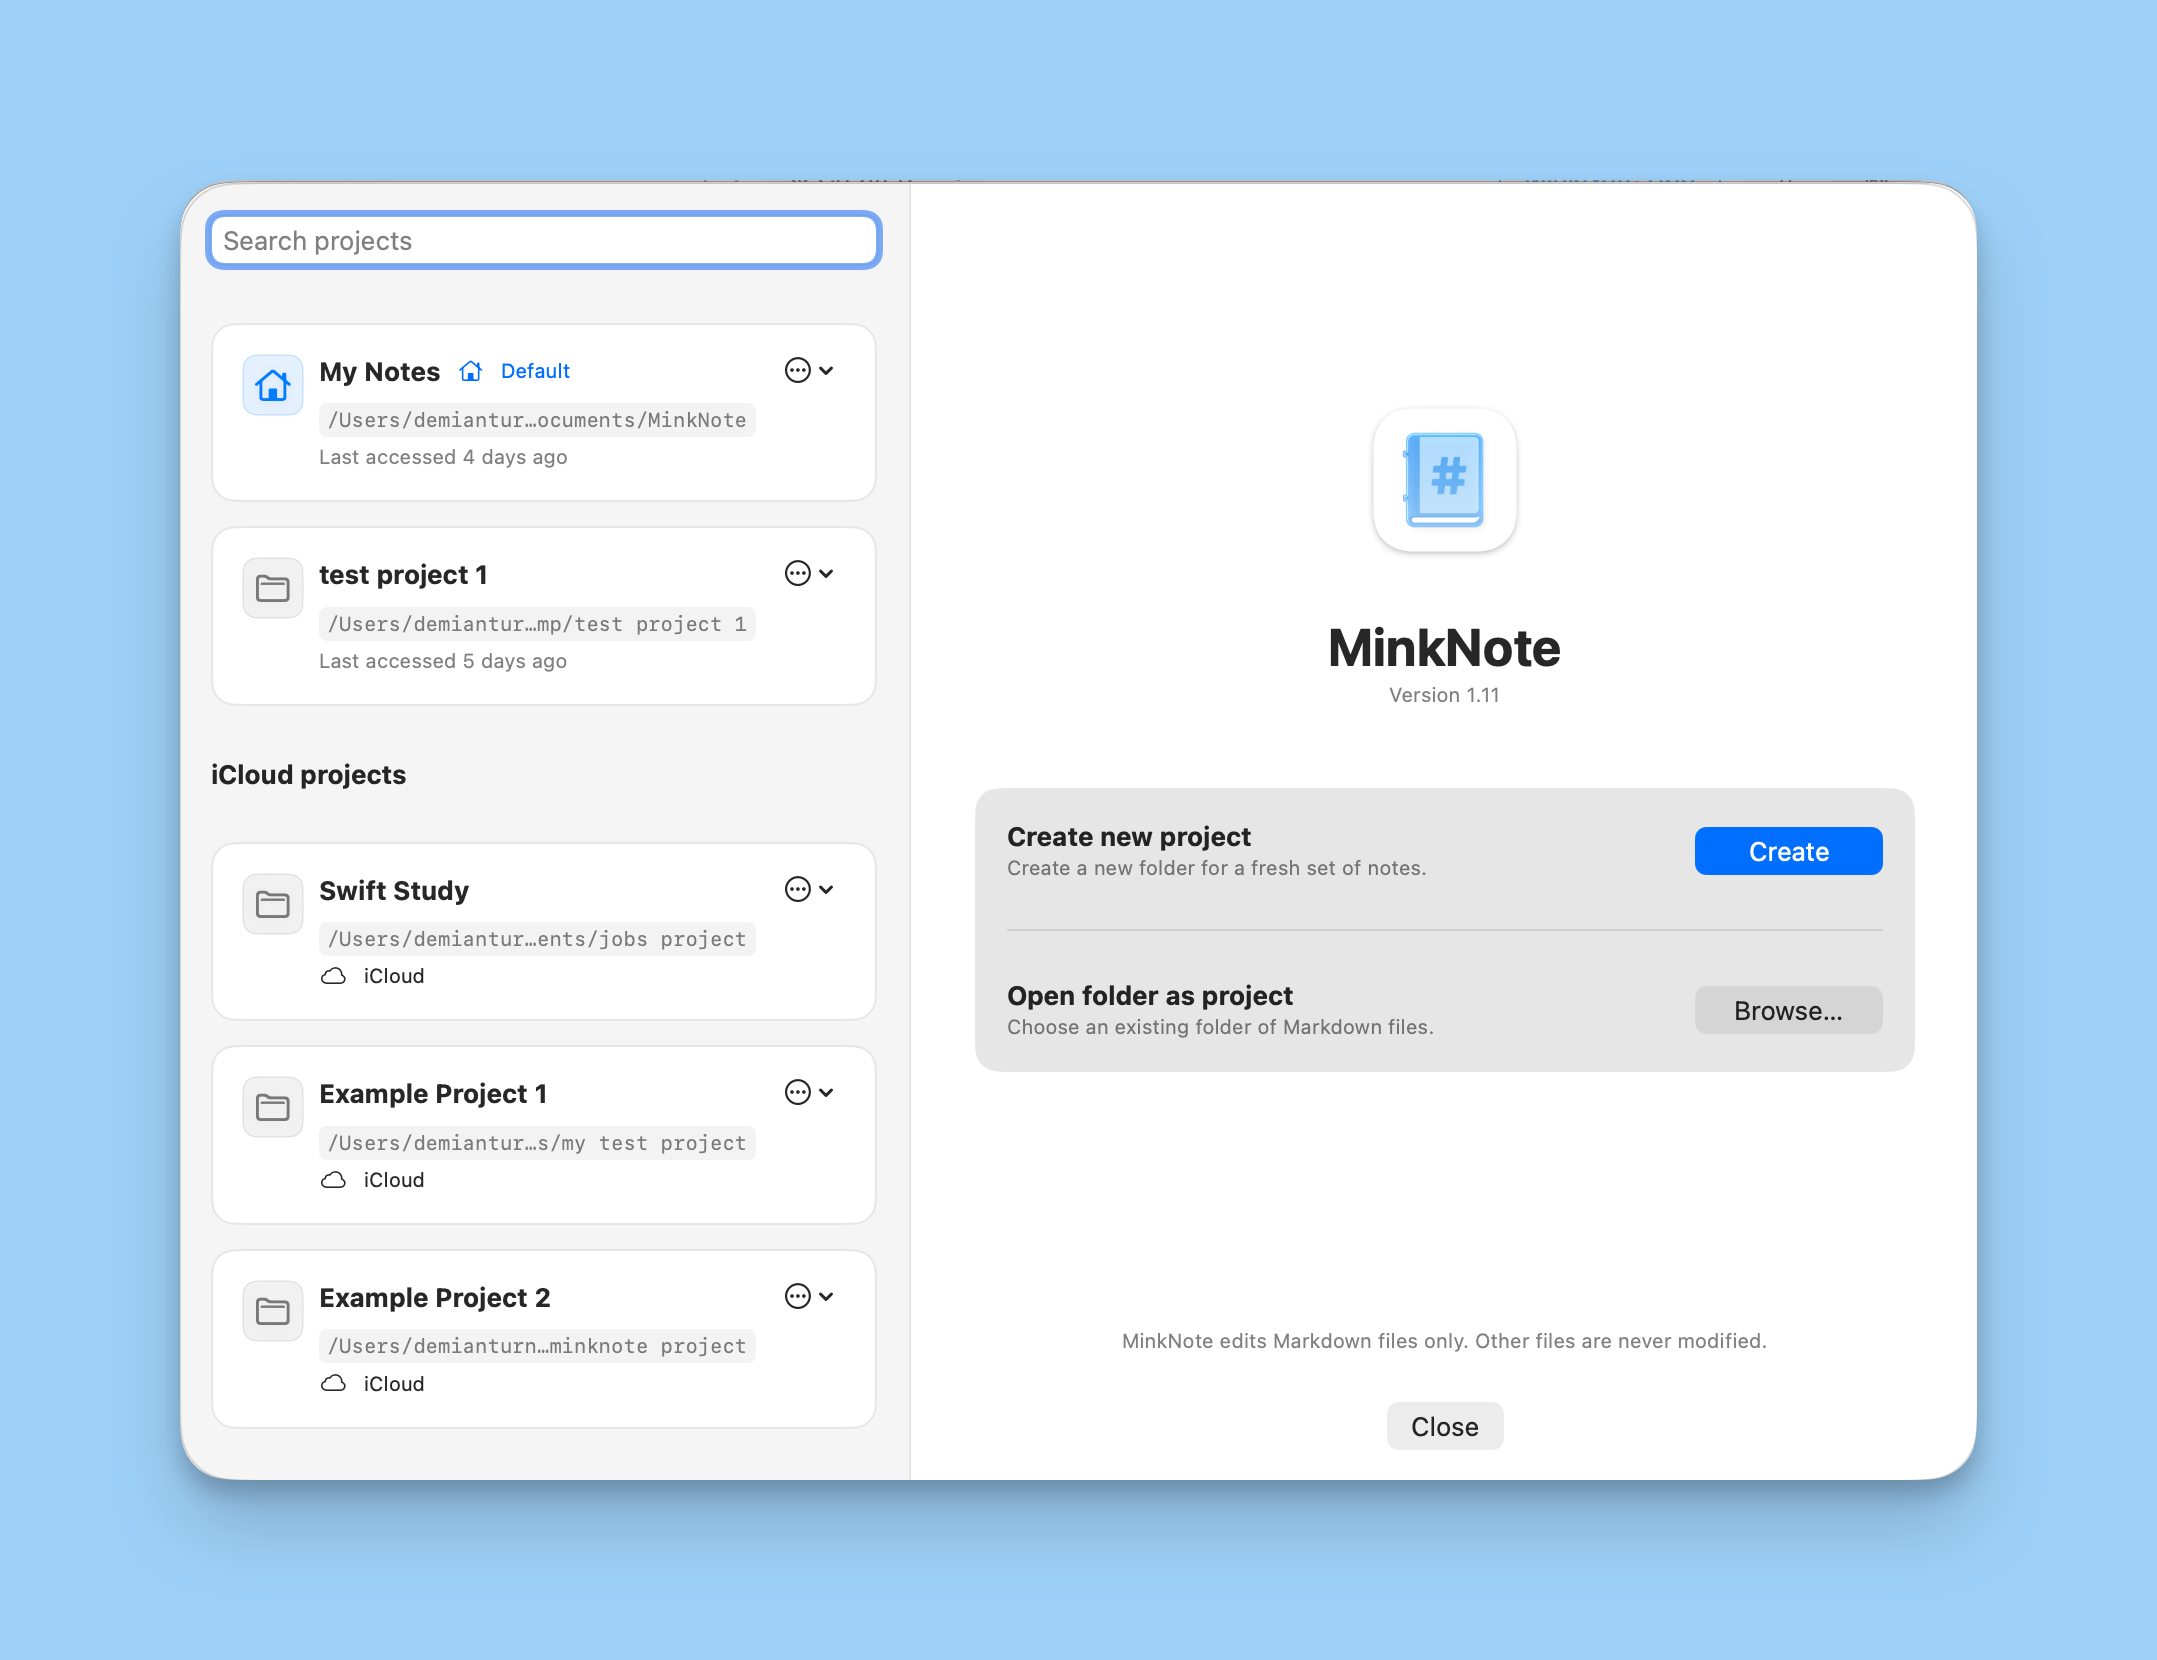 Search projects
My Notes Default
/Users/demiantur…ocuments/MinkNote
Last accessed 4 days ago
test project 1
/Users/demiantur…mp/test project 1
Last accessed 5 days ago
iCloud projects
Swift Study
/Users/demiantur…ents/jobs project
iCloud
Example Project 1
/Users/demiantur…s/my test project
iCloud
Example Project 2
/Users/demianturn…minknote project
iCloud
#
MinkNote
Version 1.11
Create new project
Create a new folder for a fresh set of notes.
Create
Open folder as project
Choose an existing folder of Markdown files.
Browse...
MinkNote edits Markdown files only. Other files are never modified.
Close